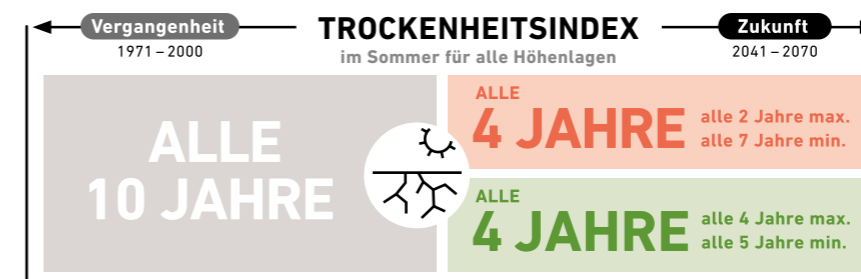 Vergangenheit
1971 – 2000
TROCKENHEITSINDEX
im Sommer für alle Höhenlagen
Zukunft
2041 – 2070
ALLE
10 JAHRE
ALLE
4 JAHRE
alle 2 Jahre max.
alle 7 Jahre min.
ALLE
4 JAHRE
alle 4 Jahre max.
alle 5 Jahre min.